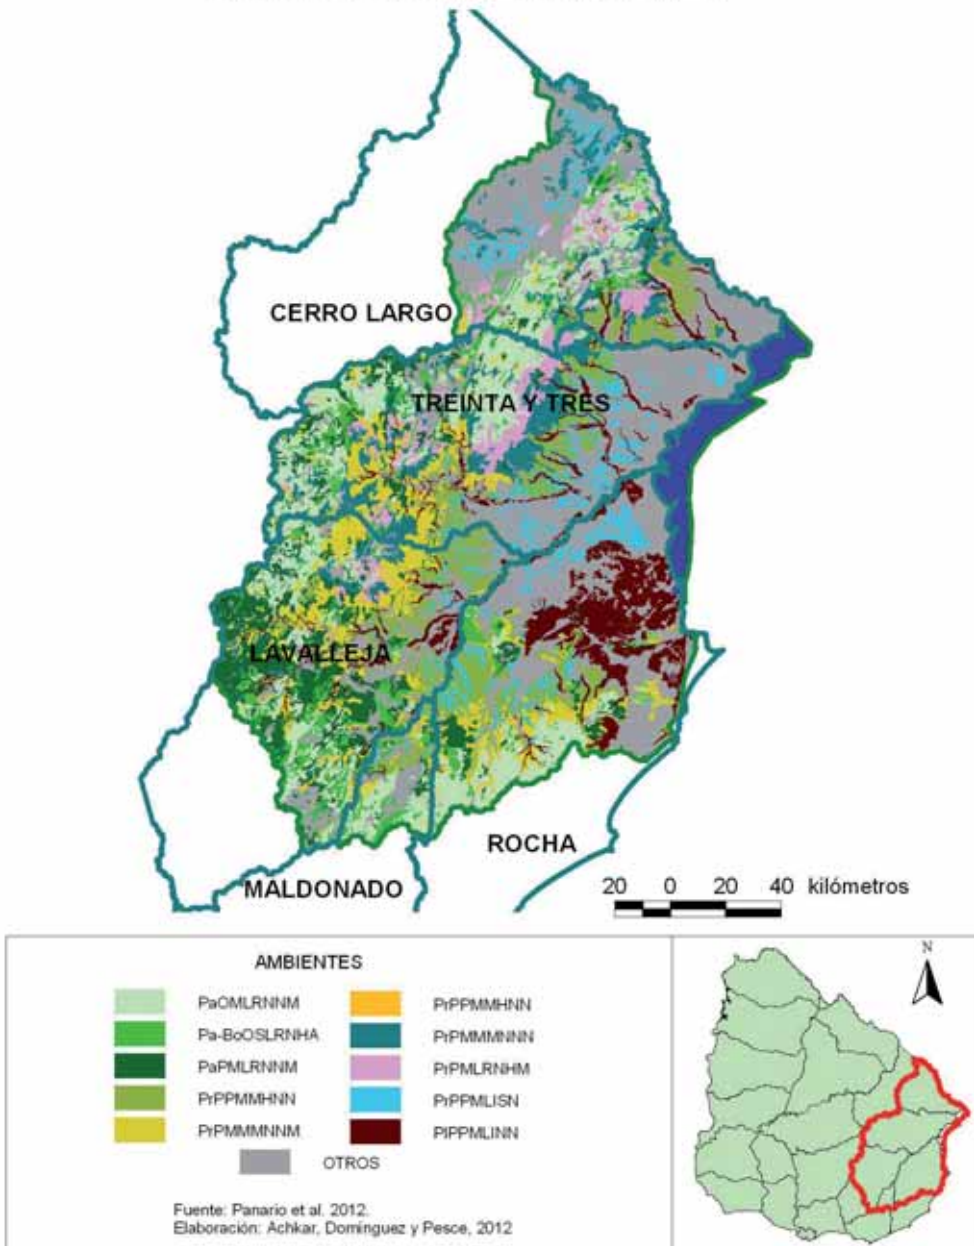 CERRO LARGO
TREINTA Y TRES
LAVALLEJA
ROCHA
MALDONADO
20 0 20 40 kilómetros
AMBIENTES
PaOMLRNNM
Pa-BoOSLRNHA
PaPMLRNNM
PrPPMMHNN
PrPMMMNNM
PrPPMMHNN
PrPMMMNNN
PrPMLRNHM
PrPPMLISN
PlPPMLINN
OTROS
Fuente: Panario et al. 2012.
Elaboración: Achkar, Dominguez y Pesce, 2012
N